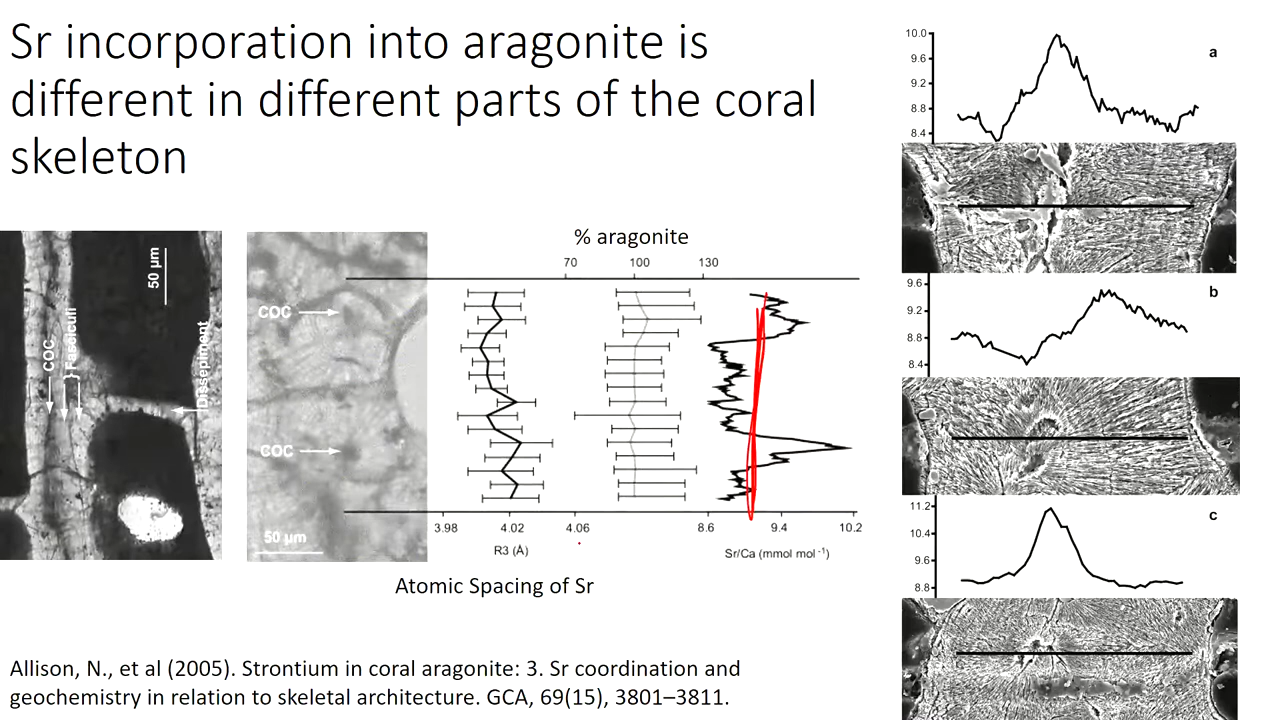 Sr incorporation into aragonite is
different in different parts of the coral
skeleton
COC
Fasciculi
50 µm
Dissepiment
COC
COC
50 µm
% aragonite
70 100 130
3.98 4.02 4.06 8.6 9.4 10.2
R3 (Å) Sr/Ca (mmol mol⁻¹)
Atomic Spacing of Sr
10.0
9.6
9.2
8.8
8.4
a
9.6
9.2
8.8
8.4
b
11.2
10.4
9.6
8.8
c
Allison, N., et al (2005). Strontium in coral aragonite: 3. Sr coordination and
geochemistry in relation to skeletal architecture. GCA, 69(15), 3801–3811.